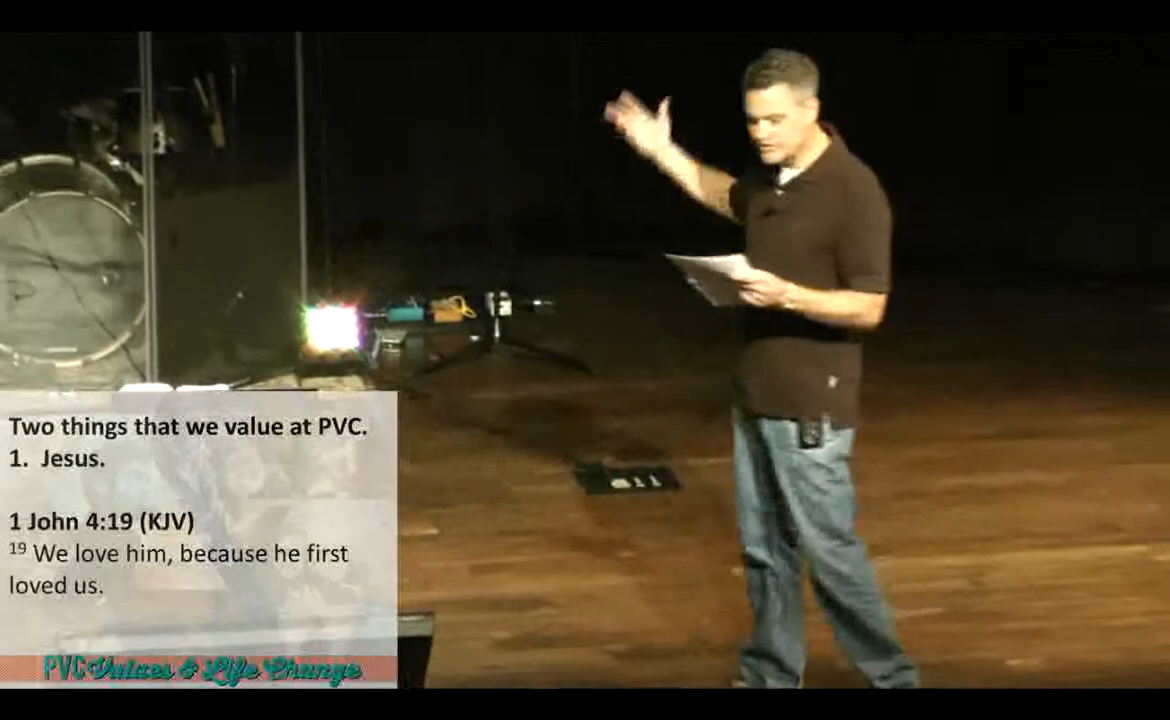 Two things that we value at PVC.
1. Jesus.
1 John 4:19 (KJV)
19 We love him, because he first
loved us.
PVC Values & Life Change